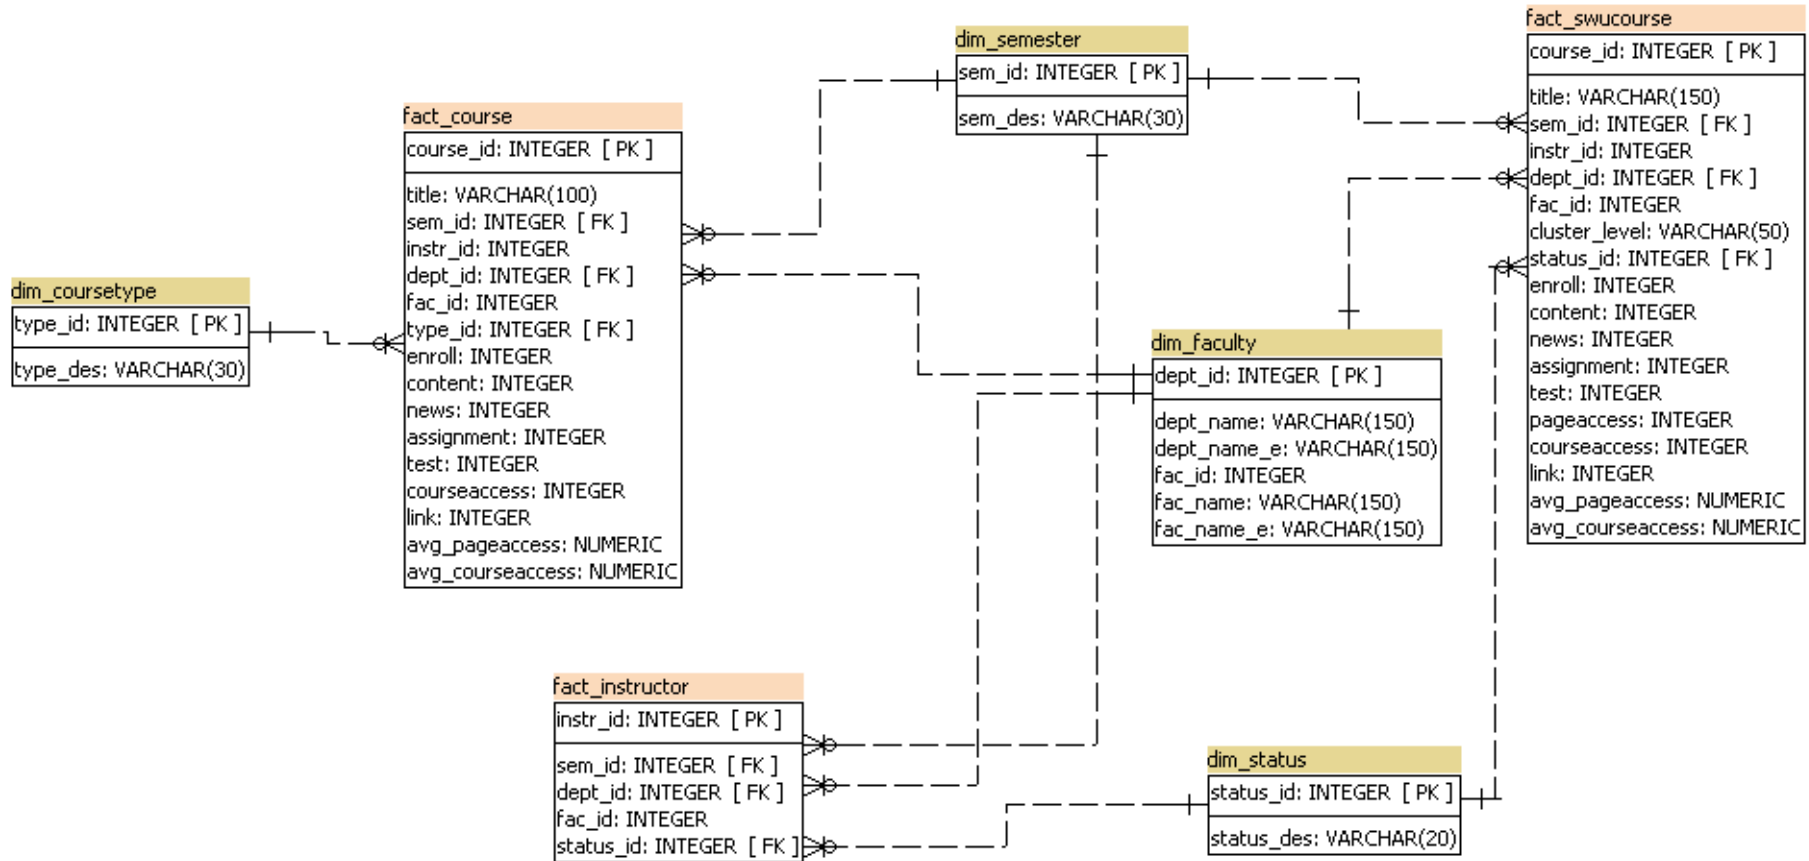 fact_swucourse
course_id: INTEGER [ PK ]
title: VARCHAR(150)
sem_id: INTEGER [ FK ]
instr_id: INTEGER
dept_id: INTEGER [ FK ]
fac_id: INTEGER
cluster_level: VARCHAR(50)
status_id: INTEGER [ FK ]
enroll: INTEGER
content: INTEGER
news: INTEGER
assignment: INTEGER
test: INTEGER
pageaccess: INTEGER
courseaccess: INTEGER
link: INTEGER
avg_pageaccess: NUMERIC
avg_courseaccess: NUMERIC
dim_semester
sem_id: INTEGER [ PK ]
sem_des: VARCHAR(30)
fact_course
course_id: INTEGER [ PK ]
title: VARCHAR(100)
sem_id: INTEGER [ FK ]
instr_id: INTEGER
dept_id: INTEGER [ FK ]
fac_id: INTEGER
type_id: INTEGER [ FK ]
enroll: INTEGER
content: INTEGER
news: INTEGER
assignment: INTEGER
test: INTEGER
courseaccess: INTEGER
link: INTEGER
avg_pageaccess: NUMERIC
avg_courseaccess: NUMERIC
dim_coursetype
type_id: INTEGER [ PK ]
type_des: VARCHAR(30)
dim_faculty
dept_id: INTEGER [ PK ]
dept_name: VARCHAR(150)
dept_name_e: VARCHAR(150)
fac_id: INTEGER
fac_name: VARCHAR(150)
fac_name_e: VARCHAR(150)
fact_instructor
instr_id: INTEGER [ PK ]
sem_id: INTEGER [ FK ]
dept_id: INTEGER [ FK ]
fac_id: INTEGER
status_id: INTEGER [ FK ]
dim_status
status_id: INTEGER [ PK ]
status_des: VARCHAR(20)